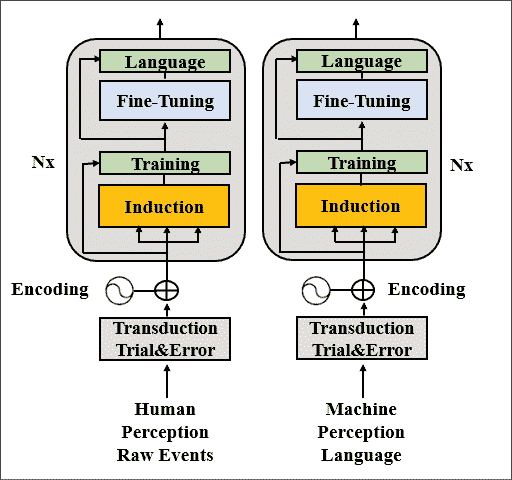 Language
Fine-Tuning
Training
Induction
Nx
Encoding
Transduction
Trial&Error
Human
Perception
Raw Events
Language
Fine-Tuning
Training
Induction
Nx
Encoding
Transduction
Trial&Error
Machine
Perception
Language